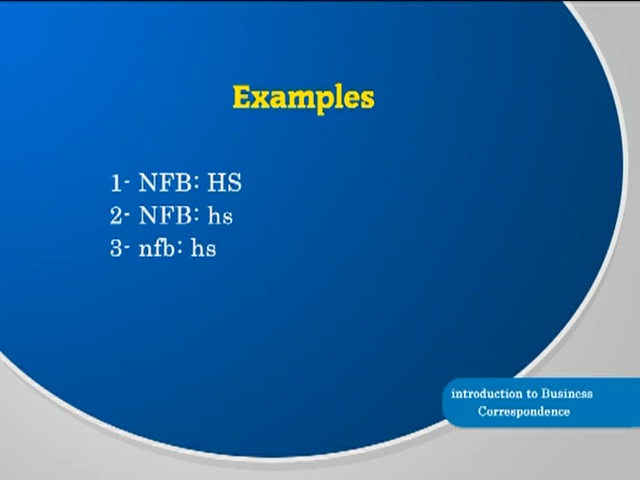 Examples
1- NFB: HS
2- NFB: hs
3- nfb: hs
introduction to Business
Correspondence